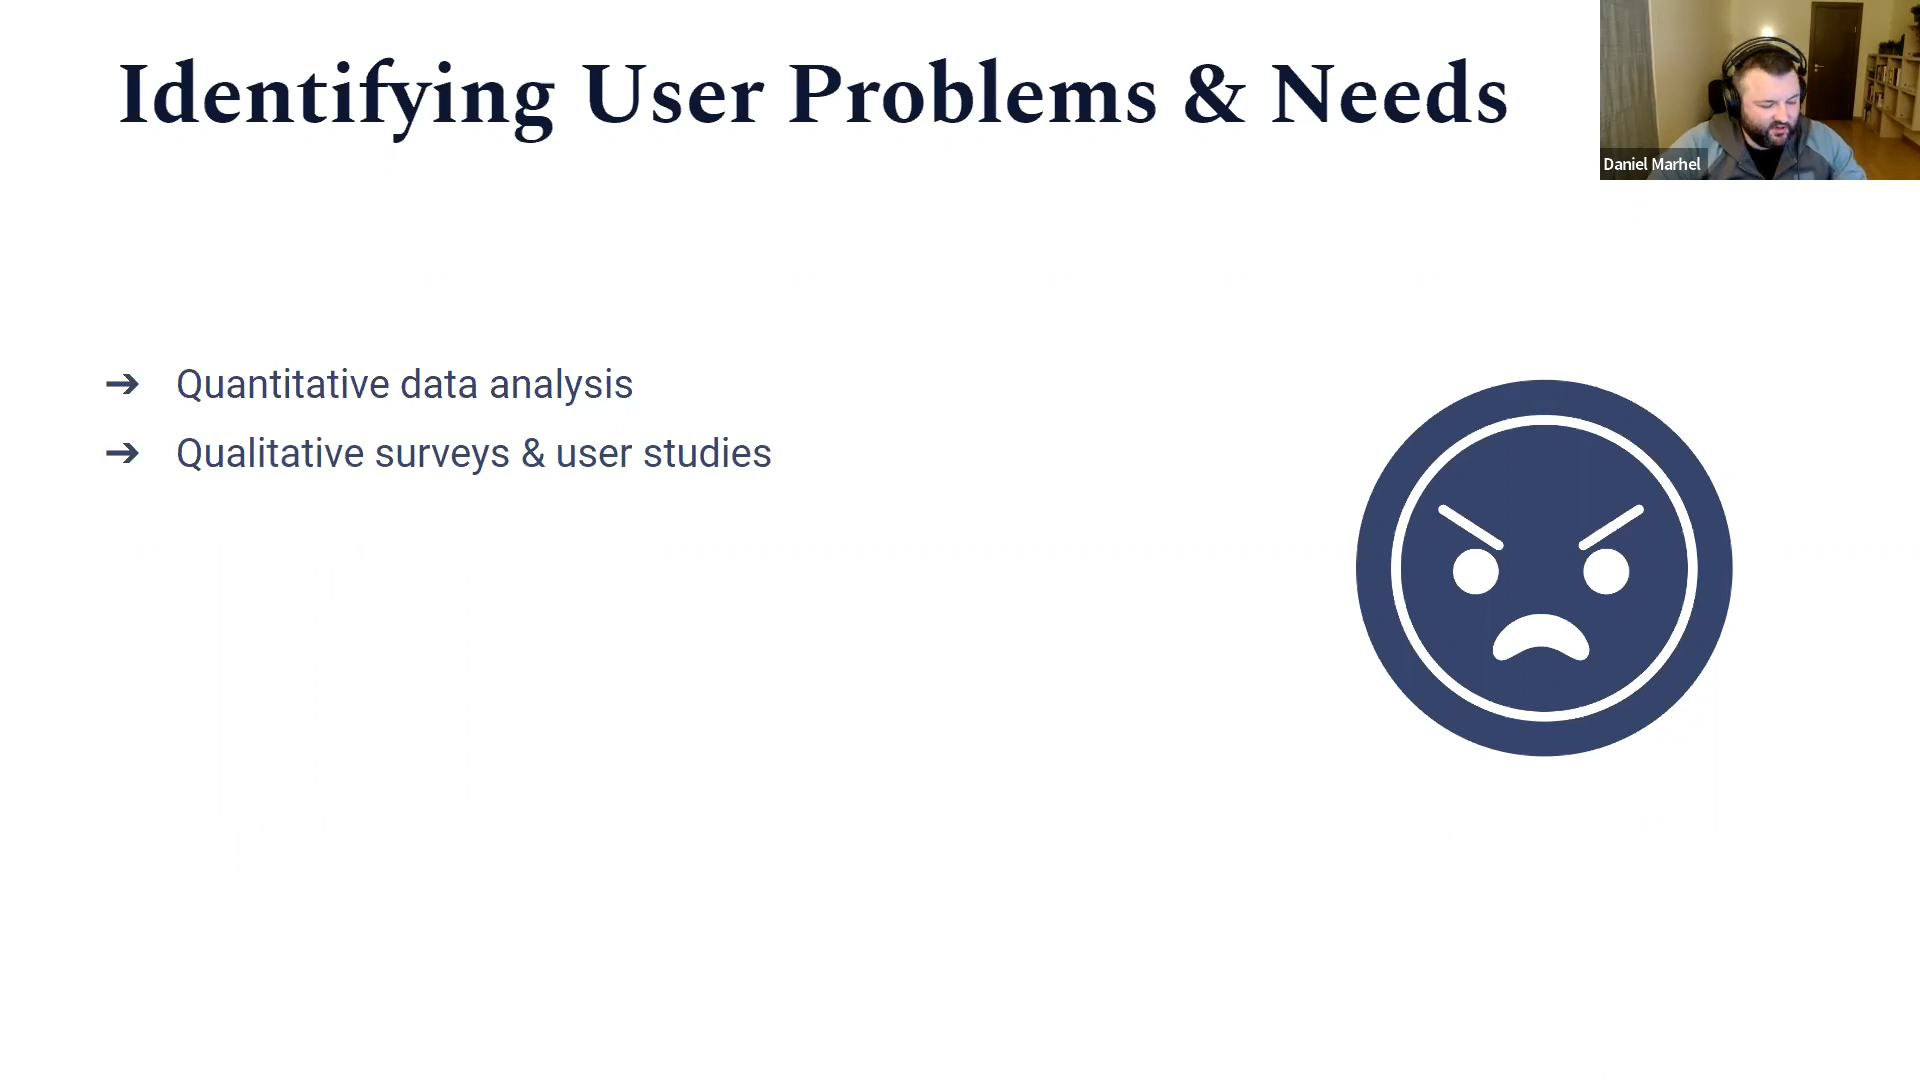 Identifying User Problems & Needs
Daniel Marhel
➔ Quantitative data analysis
➔ Qualitative surveys & user studies